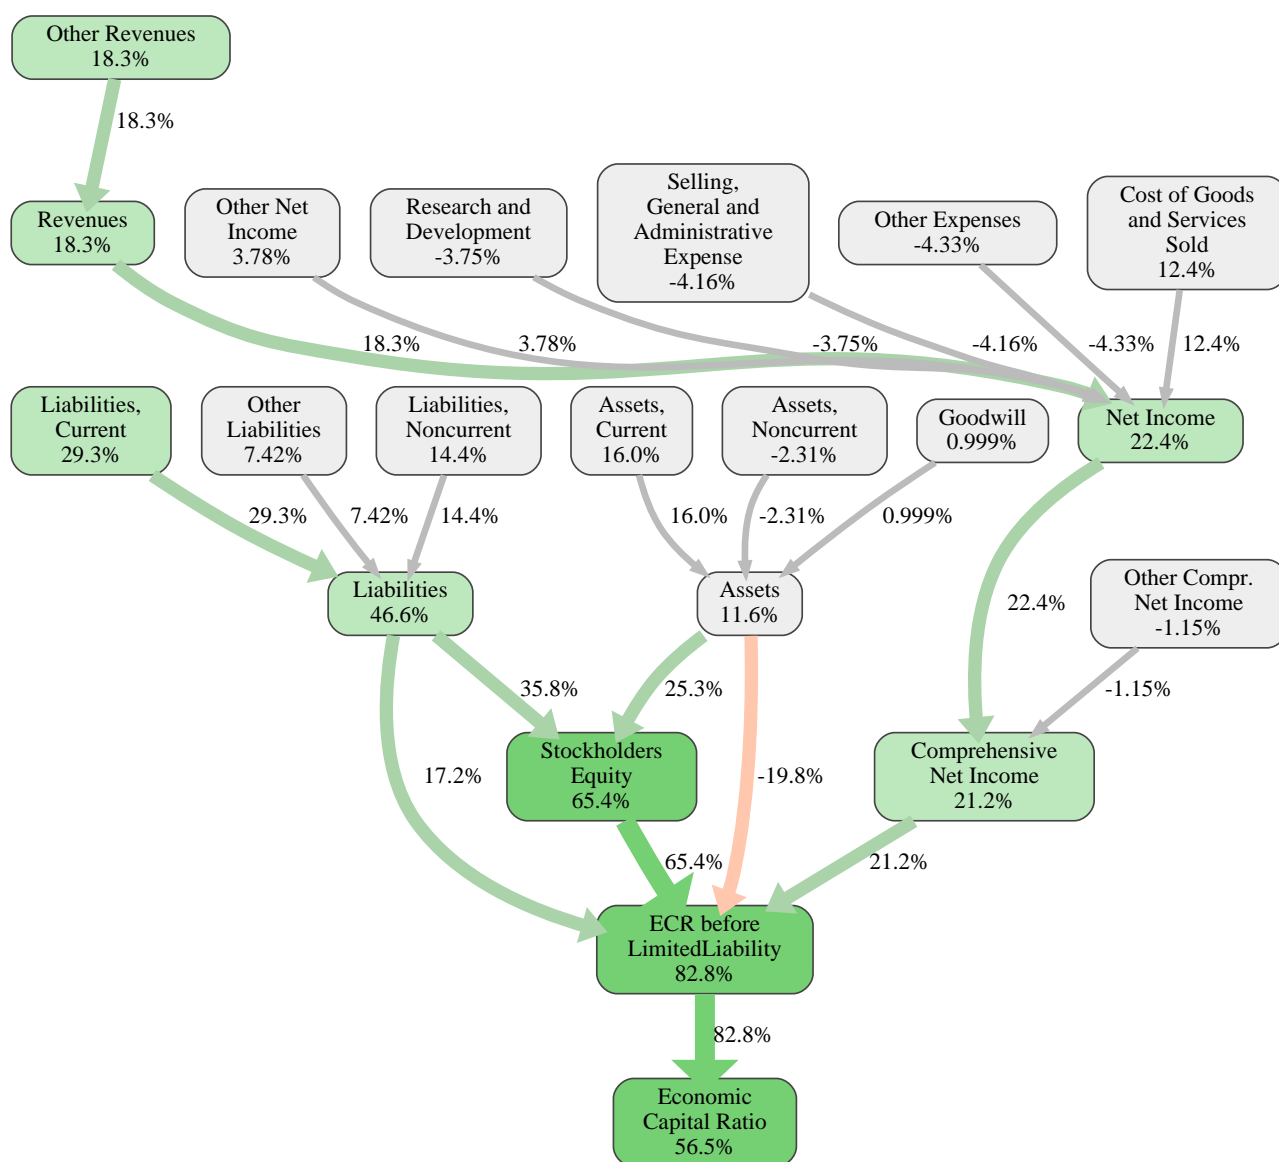 Other Revenues
18.3%
18.3%
Revenues
18.3%
Other Net
Income
3.78%
Research and
Development
-3.75%
Selling,
General and
Administrative
Expense
-4.16%
Other Expenses
-4.33%
Cost of Goods
and Services
Sold
12.4%
18.3%
3.78%
-3.75%
-4.16%
-4.33%
12.4%
Liabilities,
Current
29.3%
Other
Liabilities
7.42%
Liabilities,
Noncurrent
14.4%
Assets,
Current
16.0%
Assets,
Noncurrent
-2.31%
Goodwill
0.999%
Net Income
22.4%
29.3%
7.42%
14.4%
16.0%
-2.31%
0.999%
Liabilities
46.6%
Assets
11.6%
22.4%
Other Compr.
Net Income
-1.15%
35.8%
25.3%
-1.15%
Stockholders
Equity
65.4%
Comprehensive
Net Income
21.2%
17.2%
-19.8%
65.4%
21.2%
ECR before
LimitedLiability
82.8%
82.8%
Economic
Capital Ratio
56.5%